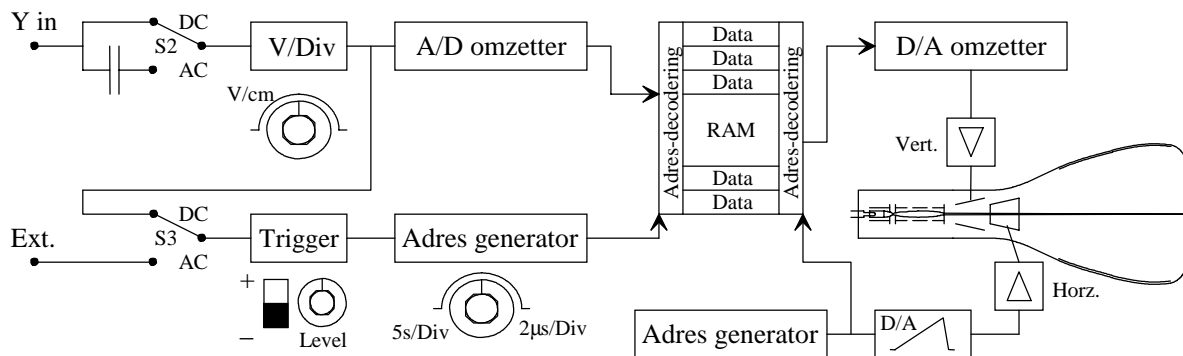 Y in
DC
S2
AC
V/Div
V/cm
A/D omzetter
Adres-decodering
Data
Data
Data
RAM
Data
Data
Adres-decodering
D/A omzetter
Vert.
Ext.
DC
S3
AC
Trigger
+
–
Level
Adres generator
5s/Div
2µs/Div
Adres generator
D/A
Horz.